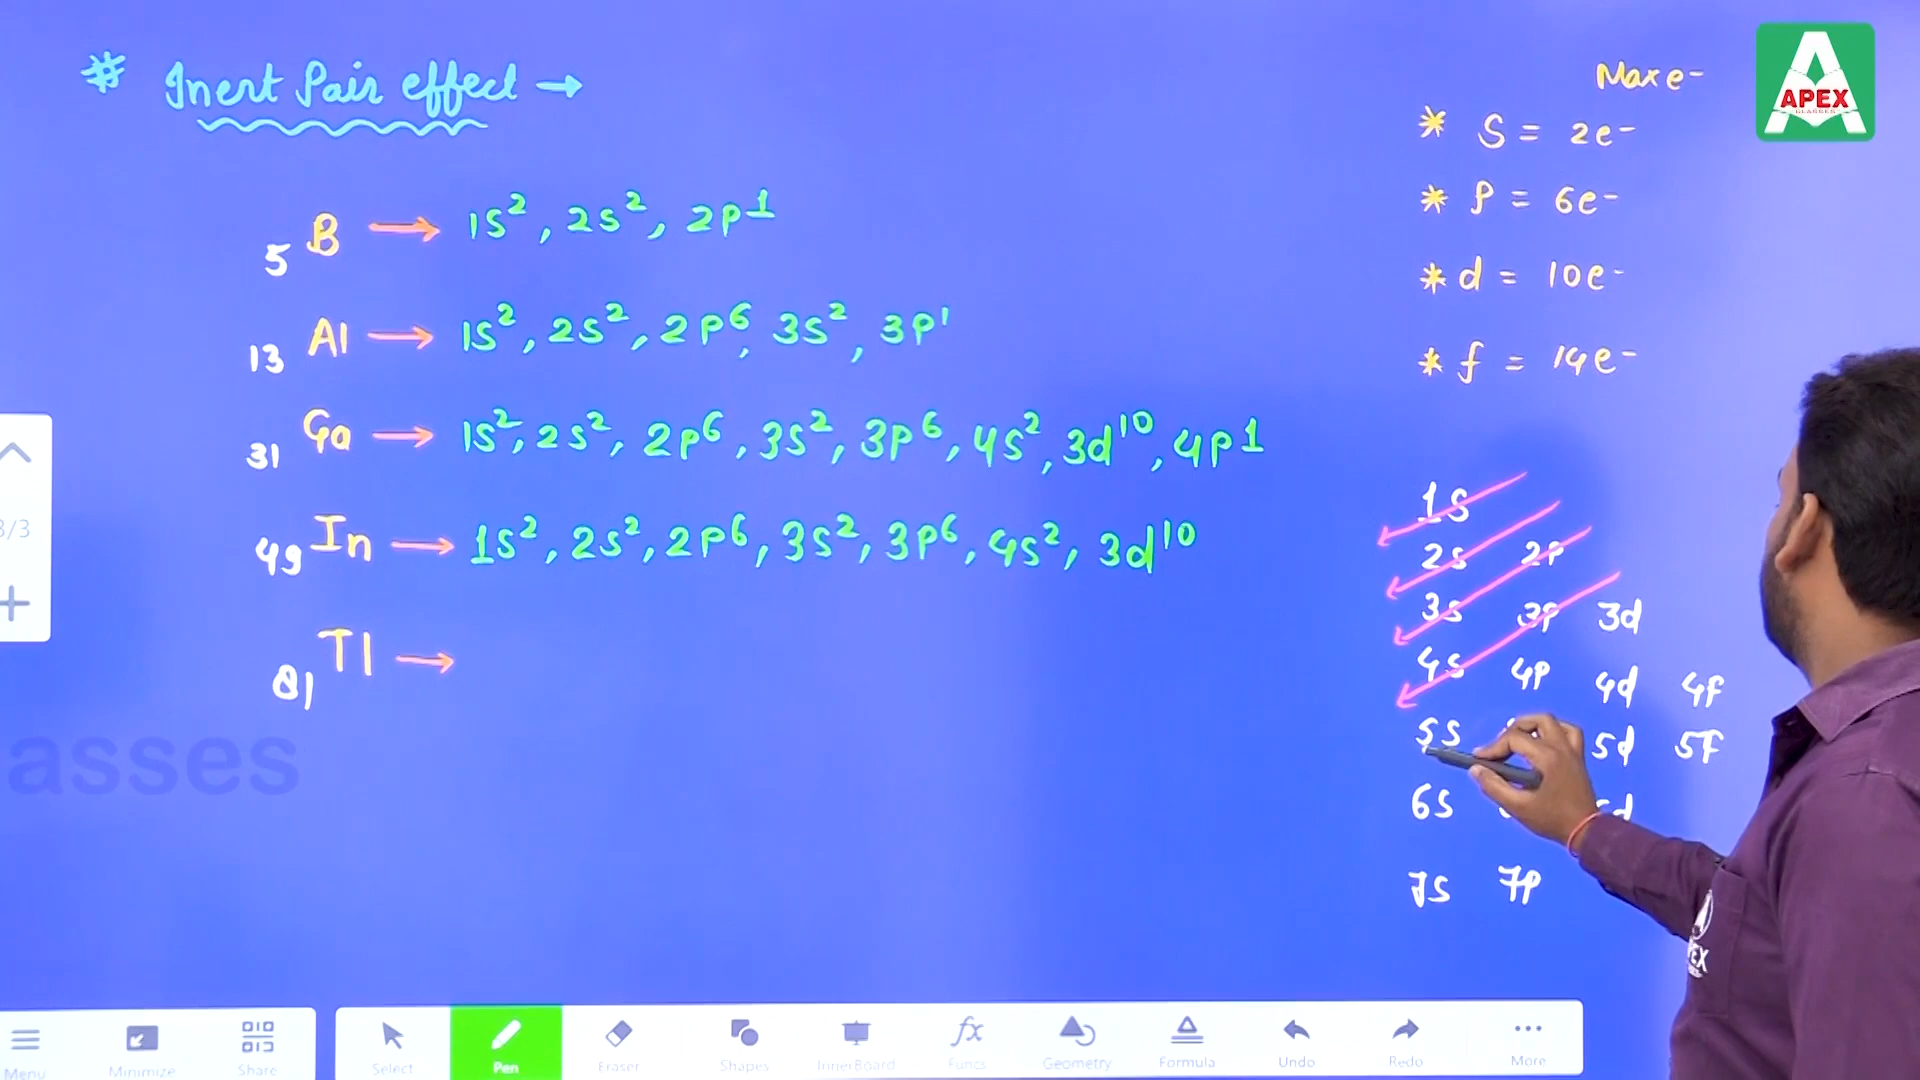 # Inert Pair effect →
5 B → 1s², 2s², 2p¹
13 Al → 1s², 2s², 2p⁶, 3s², 3p¹
31 Ga → 1s², 2s², 2p⁶, 3s², 3p⁶, 4s², 3d¹⁰, 4p¹
49 In → 1s², 2s², 2p⁶, 3s², 3p⁶, 4s², 3d¹⁰
81 Tl →
Max e⁻
* S = 2e⁻
* P = 6e⁻
* d = 10e⁻
* f = 14e⁻
1s
2s 2p
3s 3p 3d
4s 4p 4d 4f
5s 5d 5f
6s
7s 7p
APEX
CLASSES
asses
3/3
Menu Minimize Share Select Pen Eraser Shapes InnerBoard Funcs Geometry Formula Undo Redo More